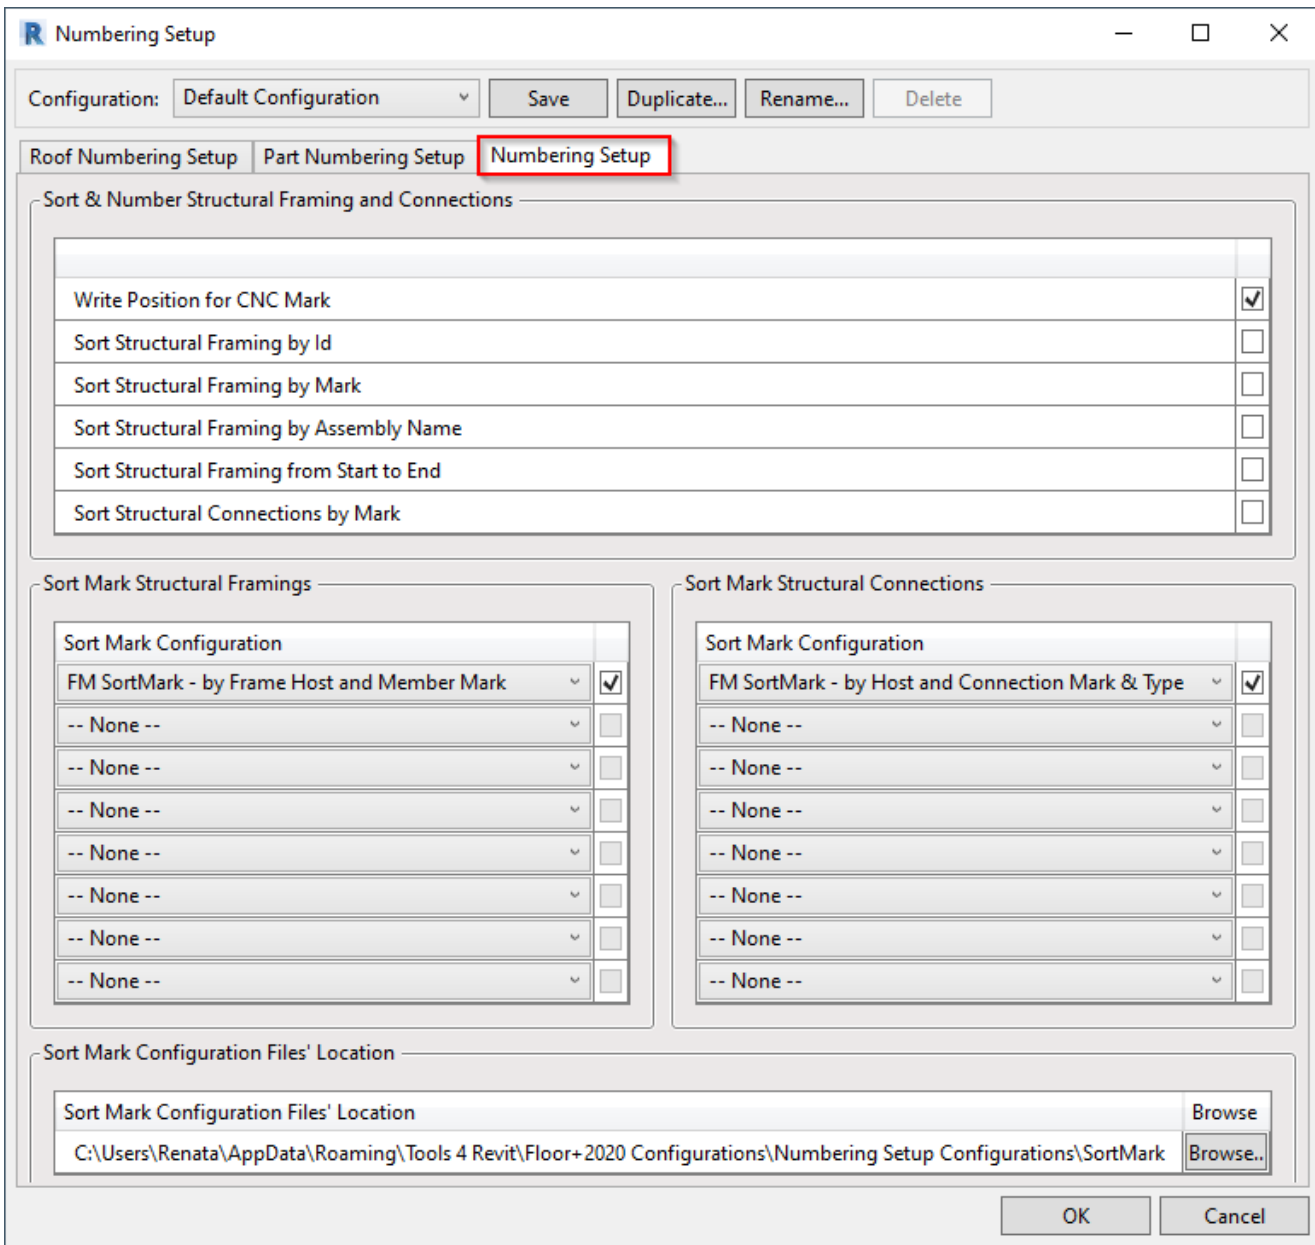 Numbering Setup
Configuration: Default Configuration Save Duplicate... Rename... Delete
Roof Numbering Setup Part Numbering Setup Numbering Setup
Sort & Number Structural Framing and Connections
Write Position for CNC Mark
Sort Structural Framing by Id
Sort Structural Framing by Mark
Sort Structural Framing by Assembly Name
Sort Structural Framing from Start to End
Sort Structural Connections by Mark
Sort Mark Structural Framings
Sort Mark Configuration
FM SortMark - by Frame Host and Member Mark
-- None --
-- None --
-- None --
-- None --
-- None --
-- None --
-- None --
Sort Mark Structural Connections
Sort Mark Configuration
FM SortMark - by Host and Connection Mark & Type
-- None --
-- None --
-- None --
-- None --
-- None --
-- None --
-- None --
Sort Mark Configuration Files' Location
Sort Mark Configuration Files' Location Browse
C:\Users\Renata\AppData\Roaming\Tools 4 Revit\Floor+2020 Configurations\Numbering Setup Configurations\SortMark Browse..
OK Cancel